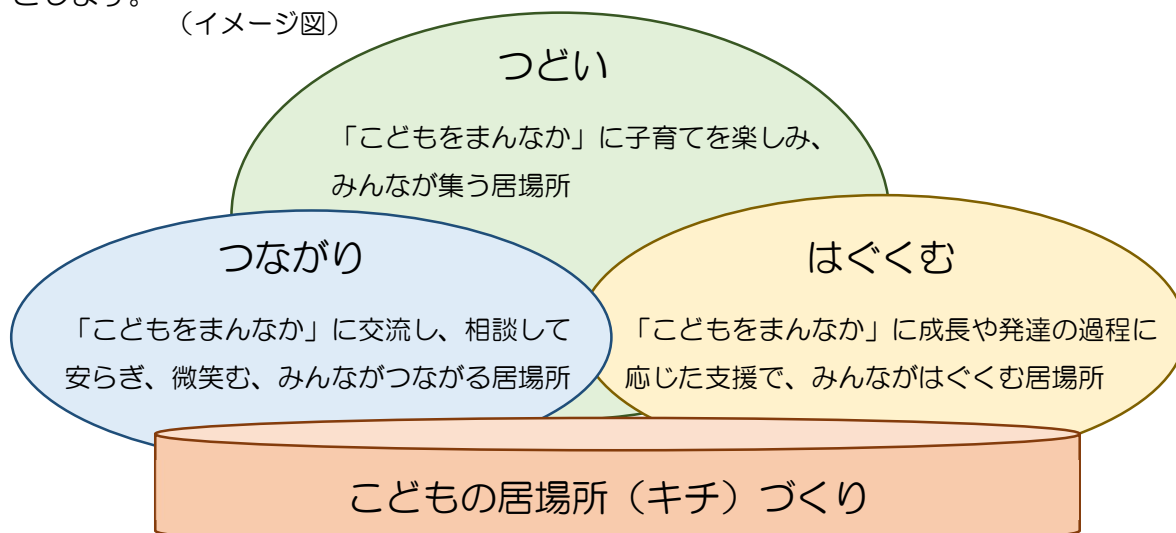 とします。
（イメージ図）
つどい
「こどもをまんなか」に子育てを楽しみ、
みんなが集う居場所
つながり
「こどもをまんなか」に交流し、相談して
安らぎ、微笑む、みんながつながる居場所
はぐくむ
「こどもをまんなか」に成長や発達の過程に
応じた支援で、みんながはぐくむ居場所
こどもの居場所（キチ）づくり